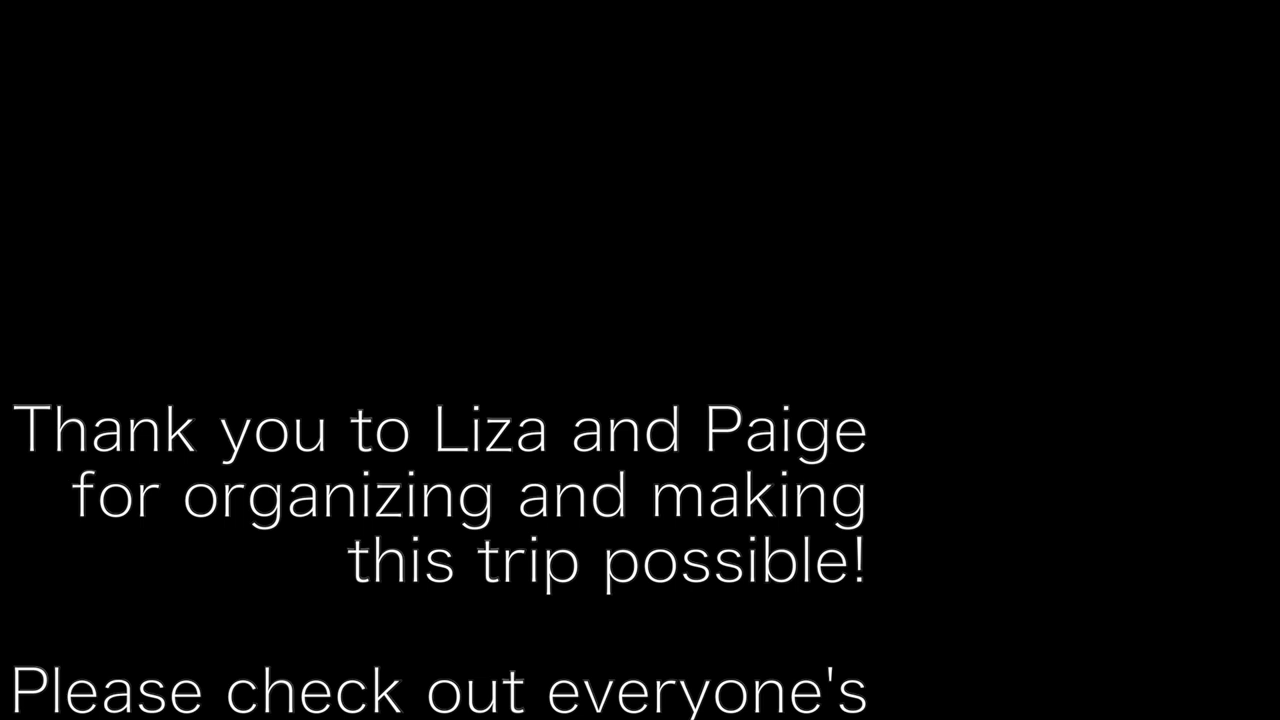 Thank you to Liza and Paige
for organizing and making
this trip possible!
Please check out everyone's